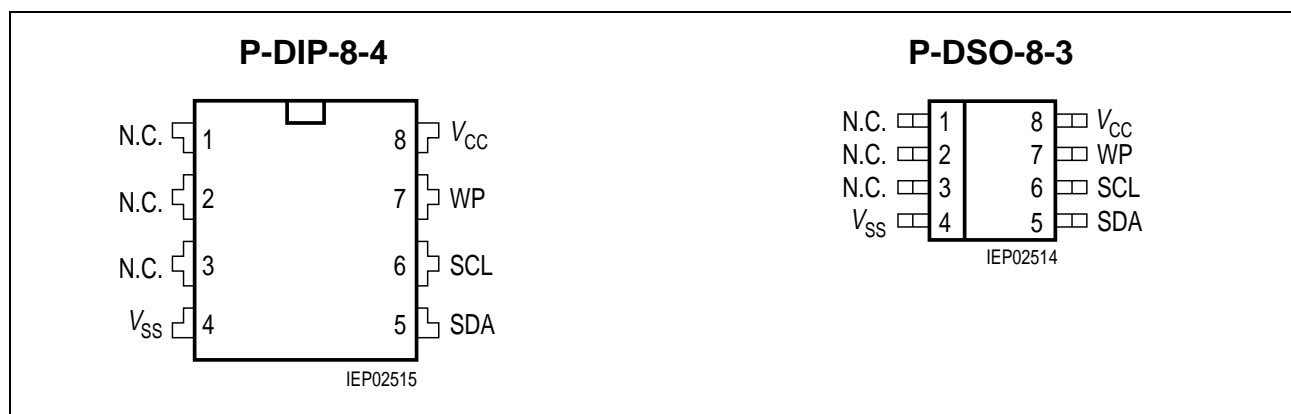 P-DIP-8-4
N.C. 1 8 VCC
N.C. 2 7 WP
N.C. 3 6 SCL
VSS 4 5 SDA
IEP02515
P-DSO-8-3
N.C. 1 8 VCC
N.C. 2 7 WP
N.C. 3 6 SCL
VSS 4 5 SDA
IEP02514